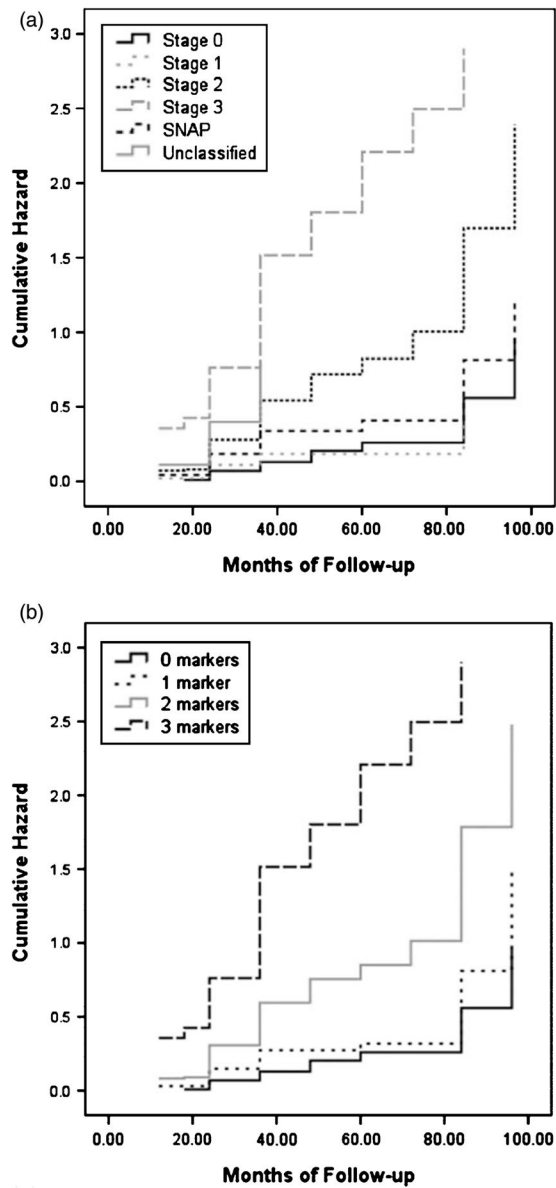 (a)
Stage 0
Stage 1
Stage 2
Stage 3
SNAP
Unclassified
Cumulative Hazard
3.0
2.5
2.0
1.5
1.0
0.5
0.0
0.00 20.00 40.00 60.00 80.00 100.00
Months of Follow-up
(b)
0 markers
1 marker
2 markers
3 markers
Cumulative Hazard
3.0
2.5
2.0
1.5
1.0
0.5
0.0
0.00 20.00 40.00 60.00 80.00 100.00
Months of Follow-up